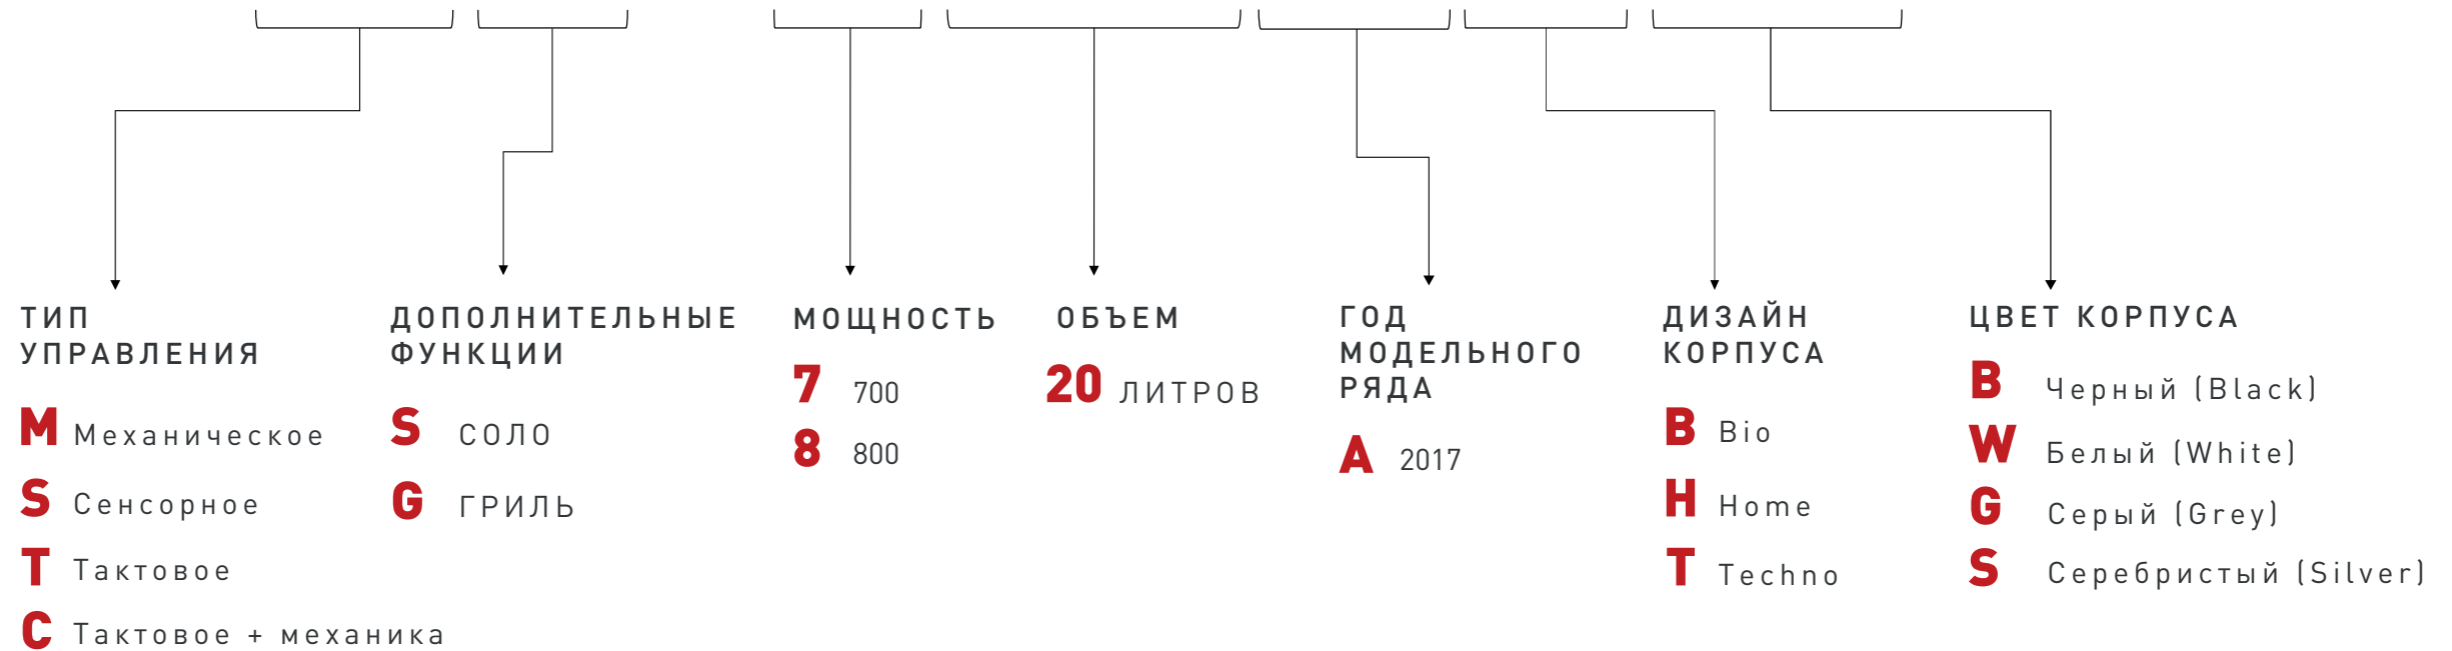 ТИП
УПРАВЛЕНИЯ
M Механическое
S Сенсорное
T Тактовое
C Тактовое + механика
ДОПОЛНИТЕЛЬНЫЕ
ФУНКЦИИ
S СОЛО
G ГРИЛЬ
МОЩНОСТЬ
7 700
8 800
ОБЪЕМ
20 ЛИТРОВ
ГОД
МОДЕЛЬНОГО
РЯДА
A 2017
ДИЗАЙН
КОРПУСА
B Bio
H Home
T Techno
ЦВЕТ КОРПУСА
B Черный (Black)
W Белый (White)
G Серый (Grey)
S Серебристый (Silver)